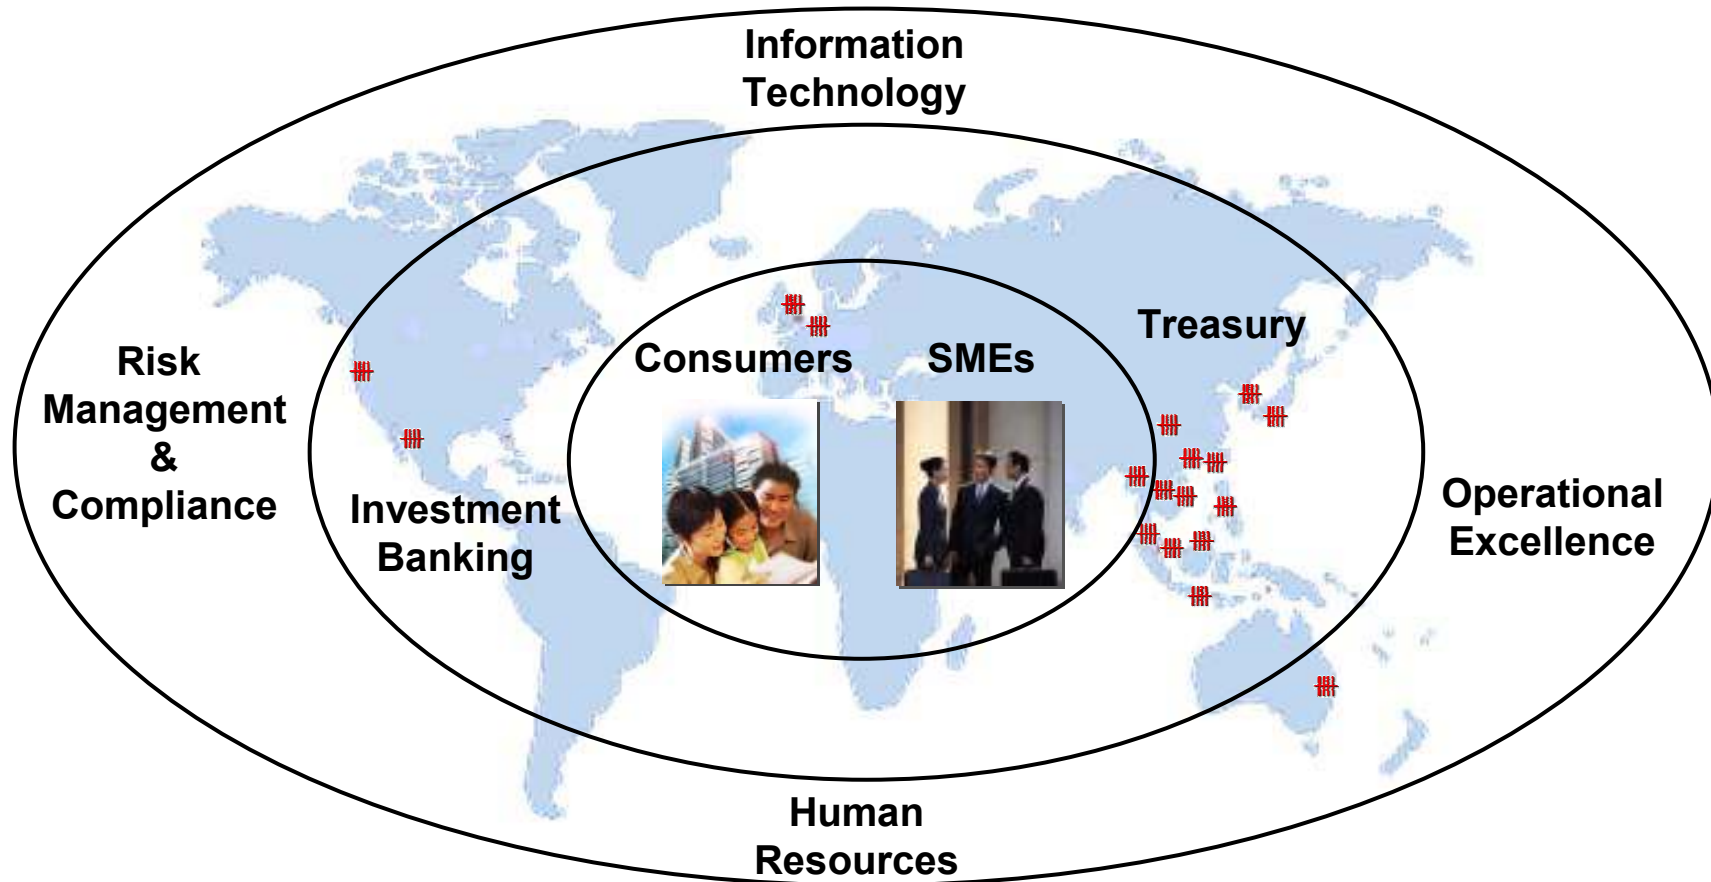 Information
Technology
Treasury
Consumers
SMEs
Risk
Management
&
Compliance
Investment
Banking
Operational
Excellence
Human
Resources